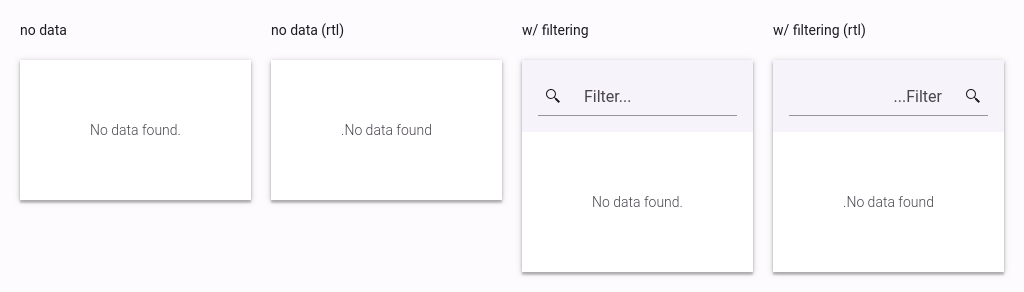 no data
No data found.
no data (rtl)
.No data found
w/ filtering
Filter...
No data found.
w/ filtering (rtl)
...Filter
.No data found